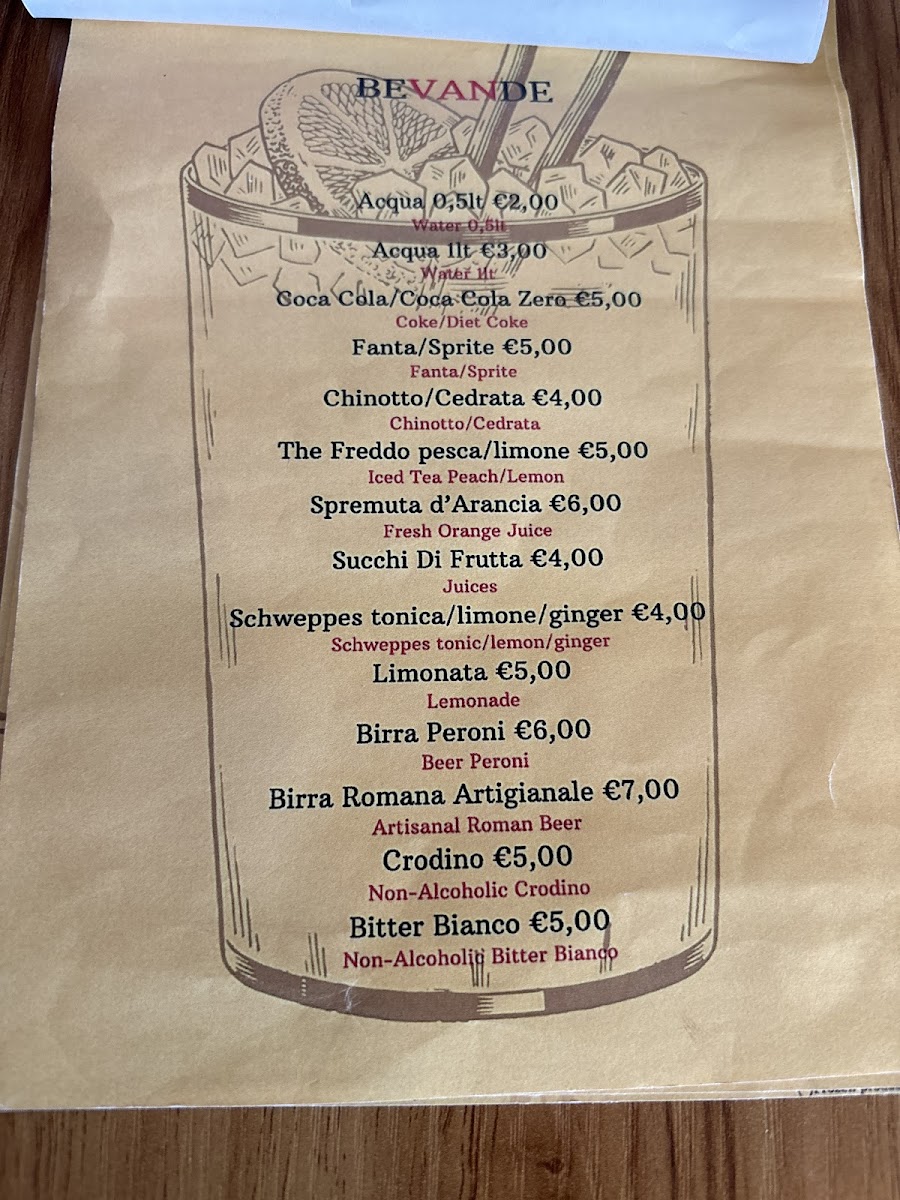 BEVANDE
Acqua 0,5lt €2,00
Water 0,5lt
Acqua 1lt €3,00
Water 1lt
Coca Cola/Coca Cola Zero €5,00
Coke/Diet Coke
Fanta/Sprite €5,00
Fanta/Sprite
Chinotto/Cedrata €4,00
Chinotto/Cedrata
The Freddo pesca/limone €5,00
Iced Tea Peach/Lemon
Spremuta d'Arancia €6,00
Fresh Orange Juice
Succhi Di Frutta €4,00
Juices
Schweppes tonica/limone/ginger €4,00
Schweppes tonic/lemon/ginger
Limonata €5,00
Lemonade
Birra Peroni €6,00
Beer Peroni
Birra Romana Artigianale €7,00
Artisanal Roman Beer
Crodino €5,00
Non-Alcoholic Crodino
Bitter Bianco €5,00
Non-Alcoholic Bitter Bianco